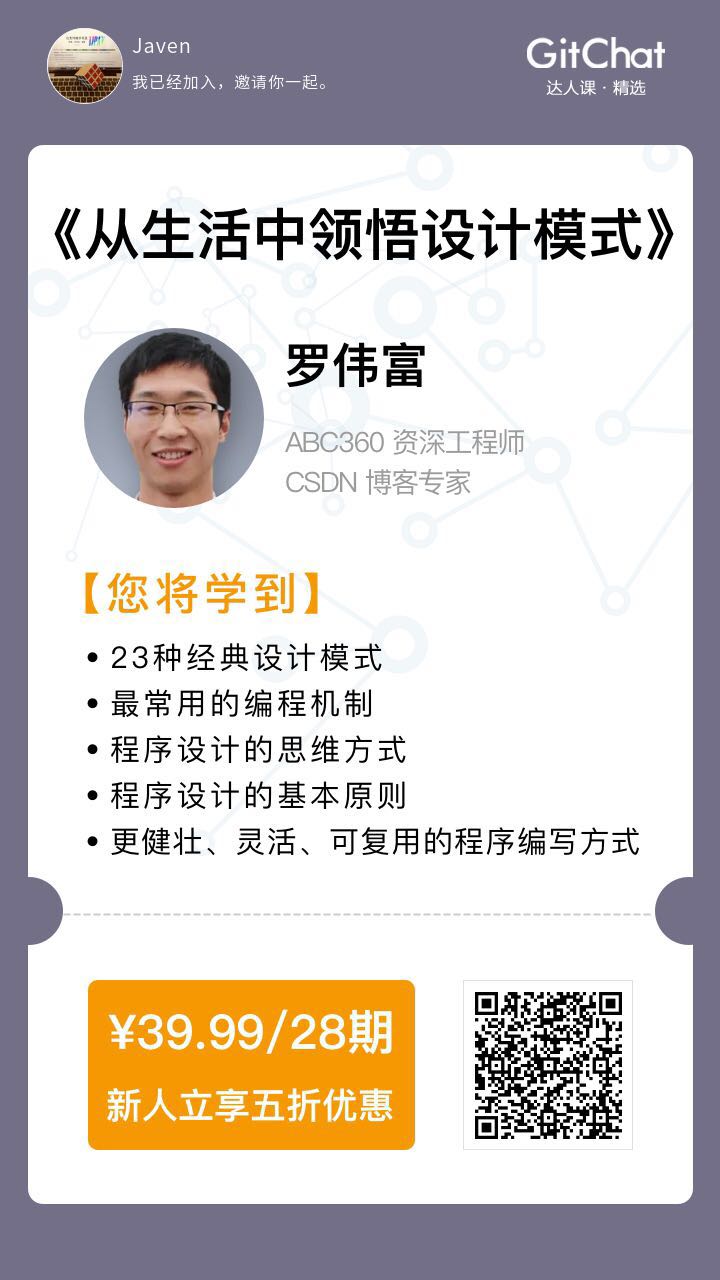 Javen
我已经加入，邀请你一起。
GitChat
达人课 · 精选
《从生活中领悟设计模式》
罗伟富
ABC360 资深工程师
CSDN 博客专家
【您将学到】
• 23种经典设计模式
• 最常用的编程机制
• 程序设计的思维方式
• 程序设计的基本原则
• 更健壮、灵活、可复用的程序编写方式
¥39.99/28期
新人立享五折优惠